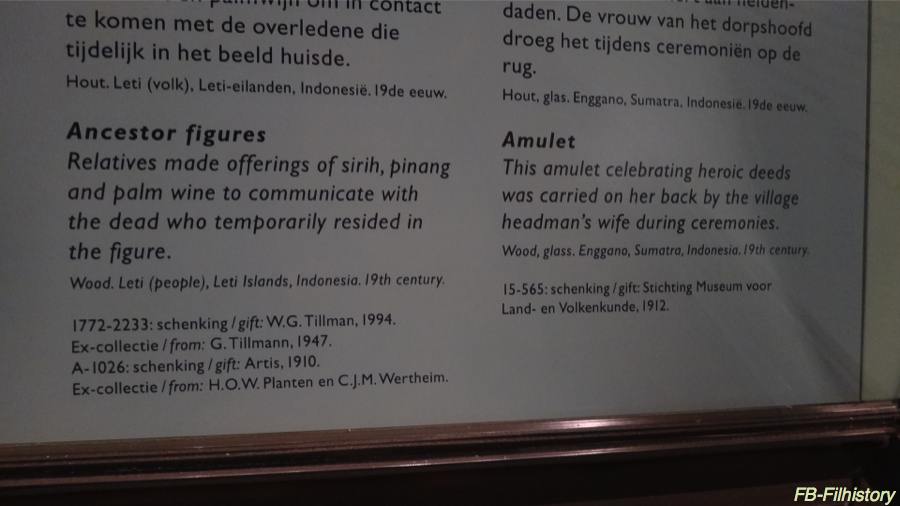 palmwijn om in contact
te komen met de overledene die
tijdelijk in het beeld huisde.
Hout. Leti (volk), Leti-eilanden, Indonesië. 19de eeuw.
Ancestor figures
Relatives made offerings of sirih, pinang
and palm wine to communicate with
the dead who temporarily resided in
the figure.
Wood. Leti (people), Leti Islands, Indonesia. 19th century.
1772-2233: schenking / gift: W.G. Tillman, 1994.
Ex-collectie / from: G. Tillmann, 1947.
A-1026: schenking / gift: Artis, 1910.
Ex-collectie / from: H.O.W. Planten en C.J.M. Wertheim.
daden. De vrouw van het dorpshoofd
droeg het tijdens ceremoniën op de
rug.
Hout, glas. Enggano, Sumatra, Indonesië. 19de eeuw.
Amulet
This amulet celebrating heroic deeds
was carried on her back by the village
headman's wife during ceremonies.
Wood, glass. Enggano, Sumatra, Indonesia. 19th century.
15-565: schenking / gift: Stichting Museum voor
Land- en Volkenkunde, 1912.
FB-Filhistory